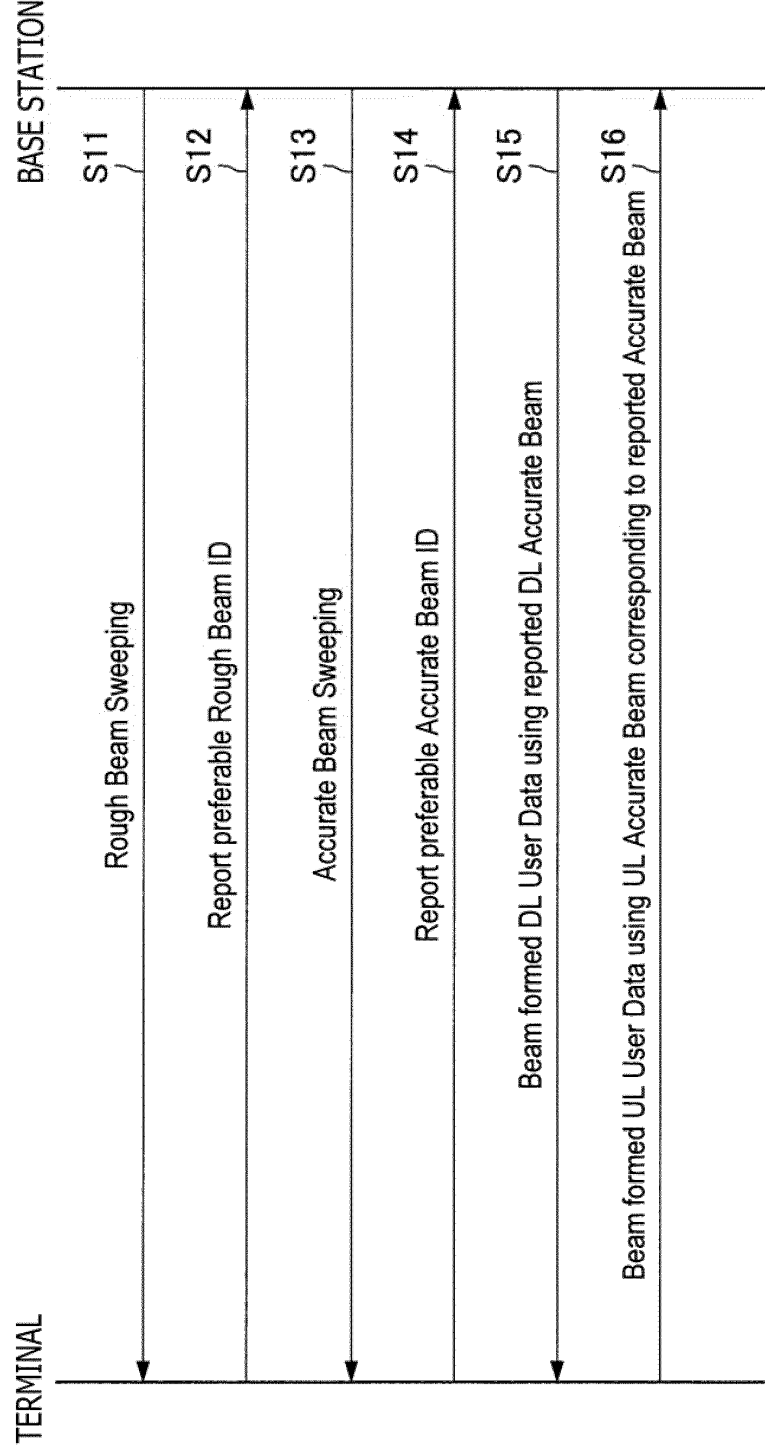 TERMINAL
BASE STATION
Rough Beam Sweeping
S11
Report preferable Rough Beam ID
S12
Accurate Beam Sweeping
S13
Report preferable Accurate Beam ID
S14
Beam formed DL User Data using reported DL Accurate Beam
S15
Beam formed UL User Data using UL Accurate Beam corresponding to reported Accurate Beam
S16